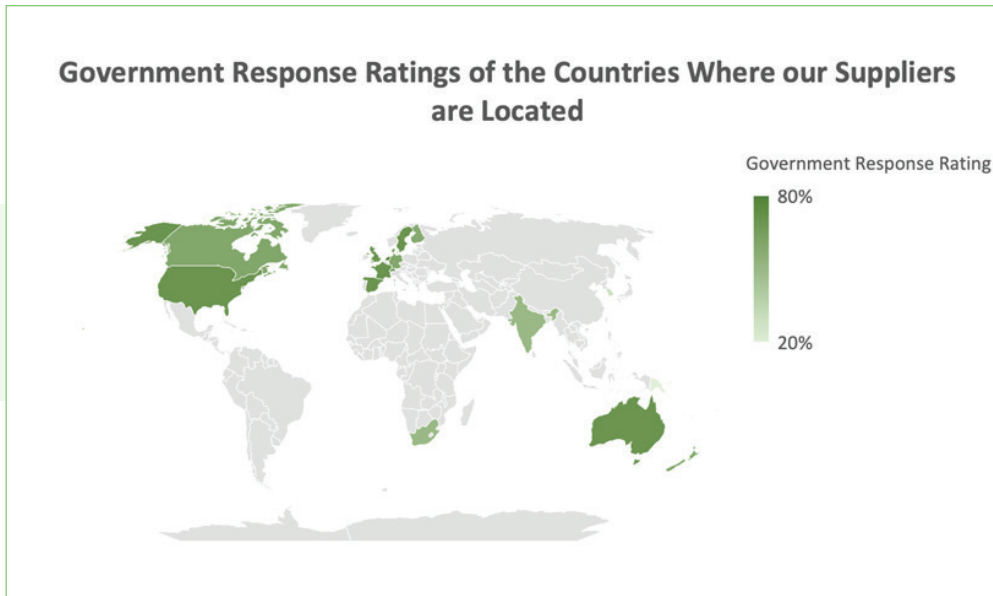 Government Response Ratings of the Countries Where our Suppliers
are Located
Government Response Rating
80%
20%